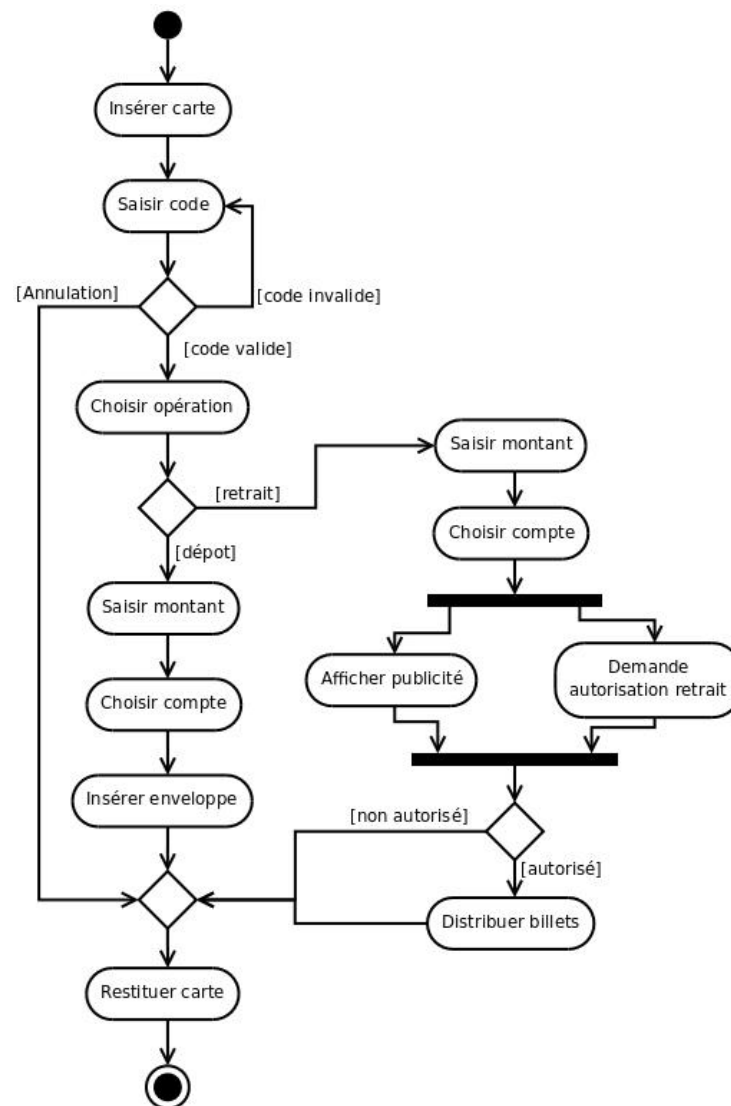 Insérer carte
Saisir code
[Annulation]
[code invalide]
[code valide]
Choisir opération
[retrait]
Saisir montant
Choisir compte
[dépot]
Saisir montant
Choisir compte
Insérer enveloppe
Afficher publicité
Demande
autorisation retrait
[non autorisé]
[autorisé]
Distribuer billets
Restituer carte